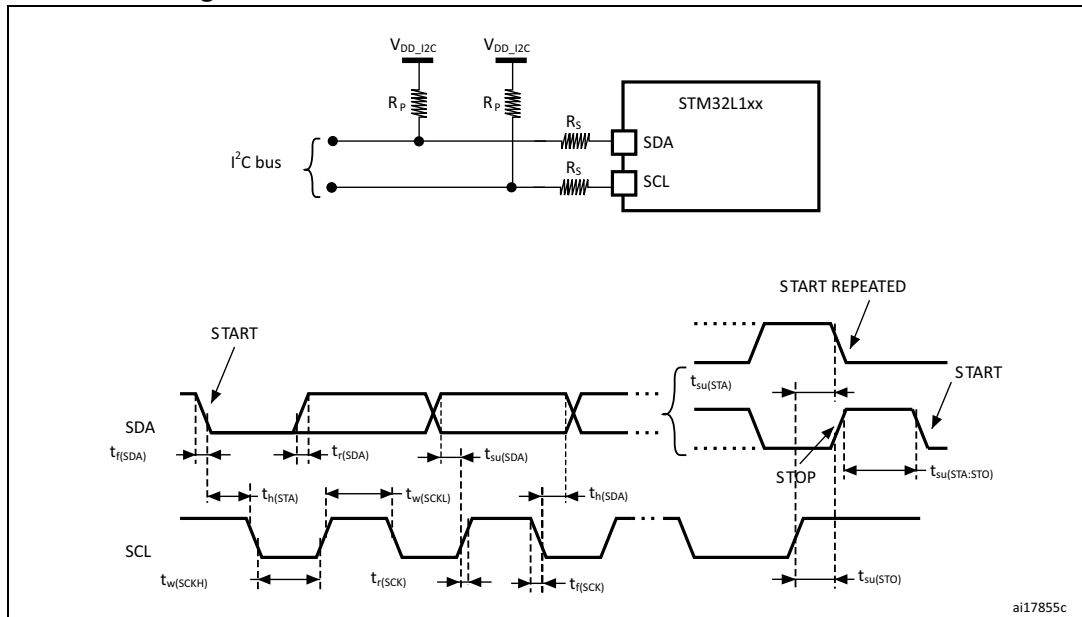 V_DD_I2C V_DD_I2C
R_P R_P STM32L1xx
R_S
SDA
I²C bus
R_S SCL
START REPEATED
START
START
t_su(STA)
SDA
t_f(SDA) t_r(SDA) t_su(SDA) STOP t_su(STA:STO)
t_h(STA) t_w(SCKL) t_h(SDA)
SCL
t_w(SCKH) t_r(SCK) t_f(SCK) t_su(STO)
ai17855c